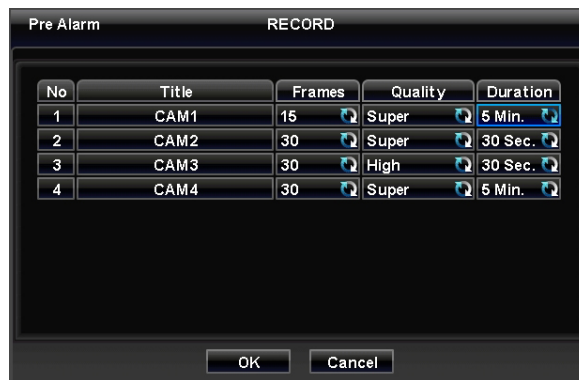 Pre Alarm RECORD
No Title Frames Quality Duration
1 CAM1 15 Super 5 Min.
2 CAM2 30 Super 30 Sec.
3 CAM3 30 High 30 Sec.
4 CAM4 30 Super 5 Min.
OK Cancel